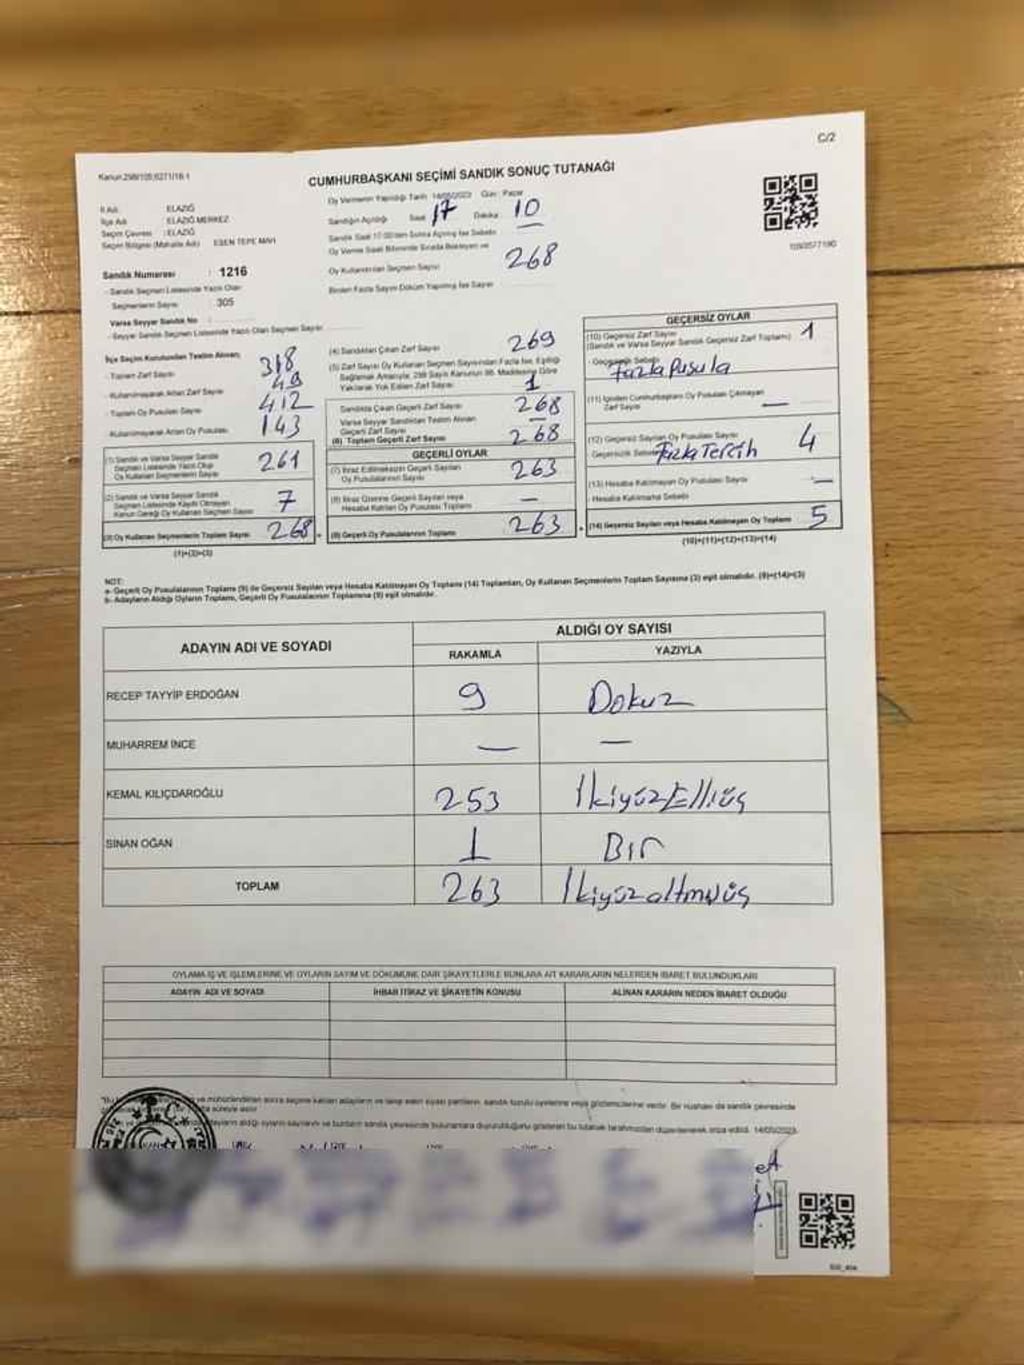 C/2
Kanun:298/105;6271/18-1
CUMHURBAŞKANI SEÇİMİ SANDIK SONUÇ TUTANAĞI
İl Adı : ELAZIĞ
İlçe Adı : ELAZIĞ MERKEZ
Seçim Çevresi : ELAZIĞ
Seçim Bölgesi (Mahalle Adı) : ESEN TEPE MAH.
Sandık Numarası : 1216
- Sandık Seçmen Listesinde Yazılı Olan
Seçmenlerin Sayısı : 305
Varsa Seyyar Sandık No :
- Seyyar Sandık Seçmen Listesinde Yazılı Olan Seçmen Sayısı
Oy Vermenin Yapıldığı Tarih 14/05/2023 Gün: Pazar
Sandığın Açıldığı Saat 17 Dakika 10
Sandık Saat 17.00'den Sonra Açılmış İse Sebebi —
Oy Verme Saati Bitiminde Sırada Bekleyen ve
Oy Kullandırılan Seçmen Sayısı 268
Birden Fazla Sayım Döküm Yapılmış İse Sayısı
İlçe Seçim Kurulundan Teslim Alınan;
- Toplam Zarf Sayısı 318
- Kullanılmayarak Artan Zarf Sayısı 49
- Toplam Oy Pusulası Sayısı 412
- Kullanılmayarak Artan Oy Pusulası 143
(1) Sandık ve Varsa Seyyar Sandık
Seçmen Listesinde Yazılı Olup
Oy Kullanan Seçmenlerin Sayısı 261
(2) Sandık ve Varsa Seyyar Sandık
Seçmen Listesinde Kayıtlı Olmayan
Kanun Gereği Oy Kullanan Seçmen Sayısı 7
(3) Oy Kullanan Seçmenlerin Toplam Sayısı 268
(1)+(2)=(3)
(4) Sandıktan Çıkan Zarf Sayısı 269
(5) Zarf Sayısı Oy Kullanan Seçmen Sayısından Fazla İse, Eşitliği
Sağlamak Amacıyla, 298 Sayılı Kanunun 98. Maddesine Göre
Yakılarak Yok Edilen Zarf Sayısı 1
Sandıkta Çıkan Geçerli Zarf Sayısı 268
Varsa Seyyar Sandıktan Teslim Alınan
Geçerli Zarf Sayısı —
(6) Toplam Geçerli Zarf Sayısı 268
GEÇERLİ OYLAR
(7) İtiraz Edilmeksizin Geçerli Sayılan
Oy Pusulalarının Sayısı 263
(8) İtiraz Üzerine Geçerli Sayılan veya
Hesaba Katılan Oy Pusulası Toplamı —
(9) Geçerli Oy Pusulalarının Toplamı 263
GEÇERSİZ OYLAR
(10) Geçersiz Zarf Sayısı
(Sandık ve Varsa Seyyar Sandık Geçersiz Zarf Toplamı) 1
- Geçersizlik Sebebi Fazla Pusula
(11) İçinden Cumhurbaşkanı Oy Pusulası Çıkmayan
Zarf Sayısı —
(12) Geçersiz Sayılan Oy Pusulası Sayısı 4
- Geçersizlik Sebebi Fazla Tercih
(13) Hesaba Katılmayan Oy Pusulası Sayısı —
- Hesaba Katılmama Sebebi
(14) Geçersiz Sayılan veya Hesaba Katılmayan Oy Toplamı 5
(10)+(11)+(12)+(13)=(14)
NOT:
a- Geçerli Oy Pusulalarının Toplamı (9) ile Geçersiz Sayılan veya Hesaba Katılmayan Oy Toplamı (14) Toplamları, Oy Kullanan Seçmenlerin Toplam Sayısına (3) eşit olmalıdır. (9)+(14)=(3)
b- Adayların Aldığı Oyların Toplamı, Geçerli Oy Pusulalarının Toplamına (9) eşit olmalıdır.
ADAYIN ADI VE SOYADI ALDIĞI OY SAYISI
RAKAMLA YAZIYLA
RECEP TAYYİP ERDOĞAN 9 Dokuz
MUHARREM İNCE — —
KEMAL KILIÇDAROĞLU 253 İkiyüzElliüç
SİNAN OĞAN 1 Bir
TOPLAM 263 İkiyüzaltmışüç
OYLAMA İŞ VE İŞLEMLERİNE VE OYLARIN SAYIM VE DÖKÜMÜNE DAİR ŞİKAYETLERLE BUNLARA AİT KARARLARIN NELERDEN İBARET BULUNDUKLARI
ADAYIN ADI VE SOYADI İHBAR İTİRAZ VE ŞİKAYETİN KONUSU ALINAN KARARIN NEDEN İBARET OLDUĞU
ve mühürlendikten sonra seçime katılan adayların ve talep eden siyasi partilerin, sandık kurulu üyelerine veya gözlemcilerine verilir. Bir nushası da sandık çevresinde
süreyle asılır
adayların aldığı oyların sayılarını ve bunların sandık çevresinde bulunanlara duyurulduğunu gösteren bu tutanak tarafımızdan düzenlenerek imza edildi. 14/05/2023